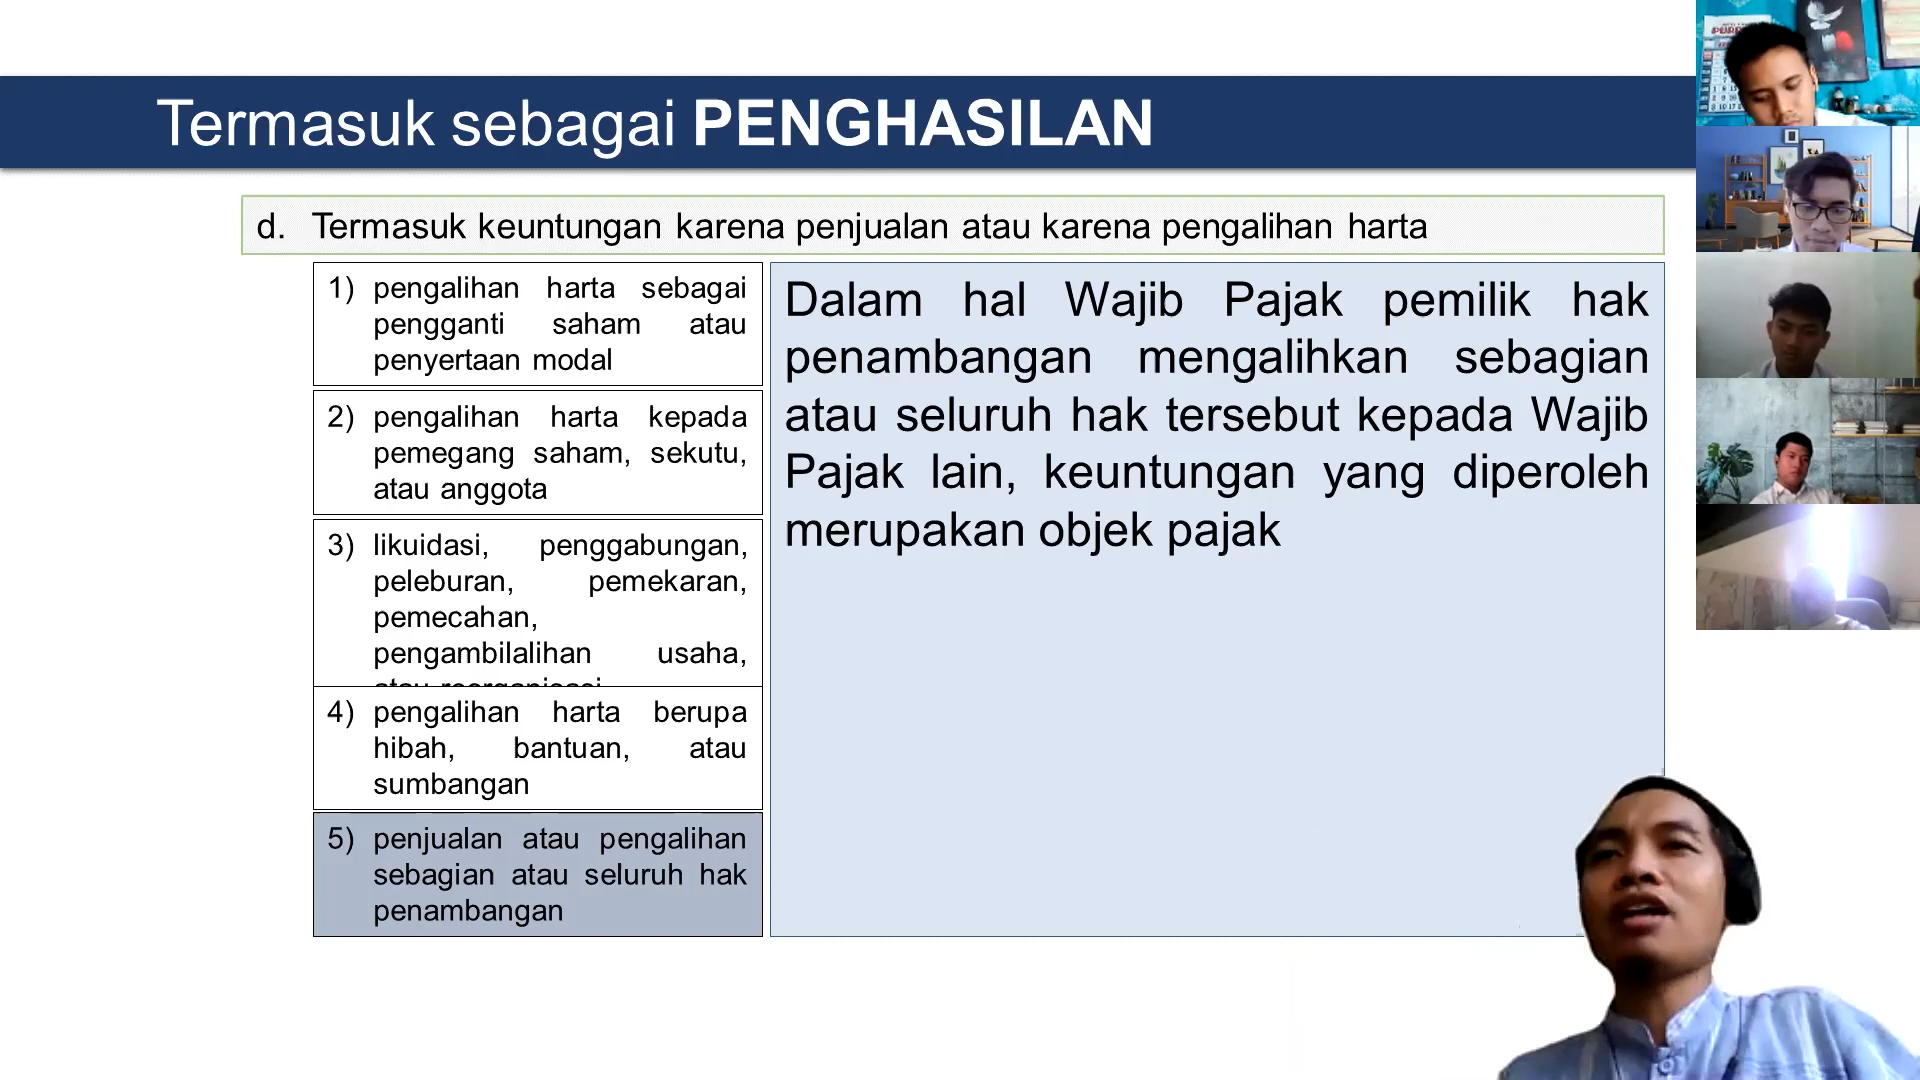 Termasuk sebagai PENGHASILAN
d. Termasuk keuntungan karena penjualan atau karena pengalihan harta
1) pengalihan harta sebagai
pengganti saham atau
penyertaan modal
2) pengalihan harta kepada
pemegang saham, sekutu,
atau anggota
3) likuidasi, penggabungan,
peleburan, pemekaran,
pemecahan,
pengambilalihan usaha,
atau reorganisasi
4) pengalihan harta berupa
hibah, bantuan, atau
sumbangan
5) penjualan atau pengalihan
sebagian atau seluruh hak
penambangan
Dalam hal Wajib Pajak pemilik hak
penambangan mengalihkan sebagian
atau seluruh hak tersebut kepada Wajib
Pajak lain, keuntungan yang diperoleh
merupakan objek pajak